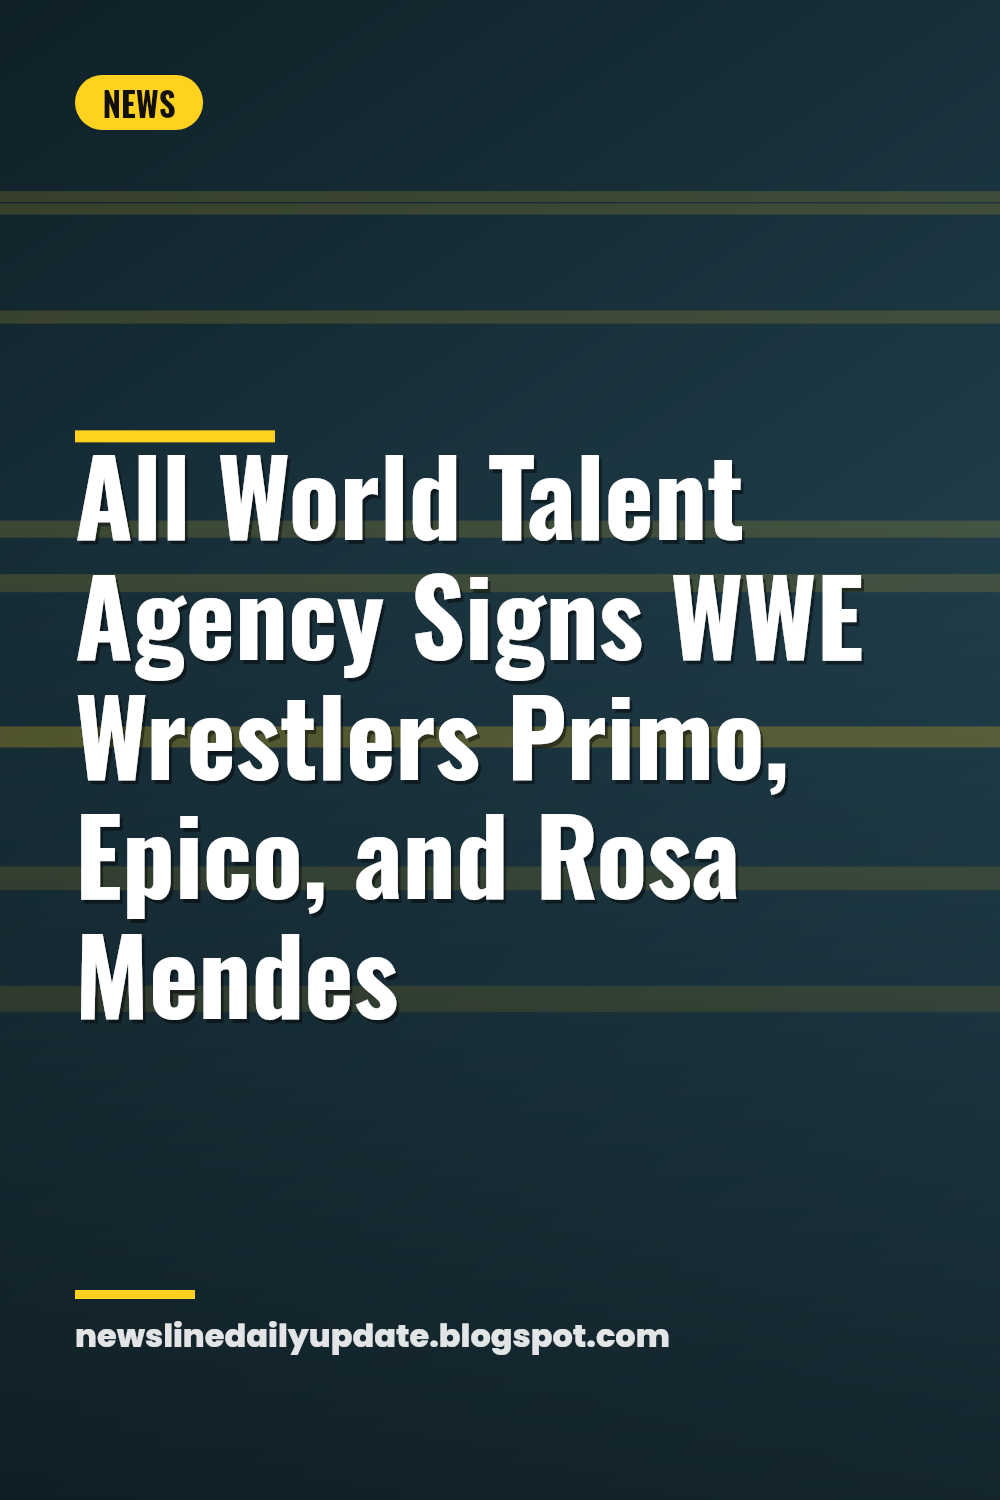 NEWS
All World Talent
Agency Signs WWE
Wrestlers Primo,
Epico, and Rosa
Mendes
newslinedailyupdate.blogspot.com